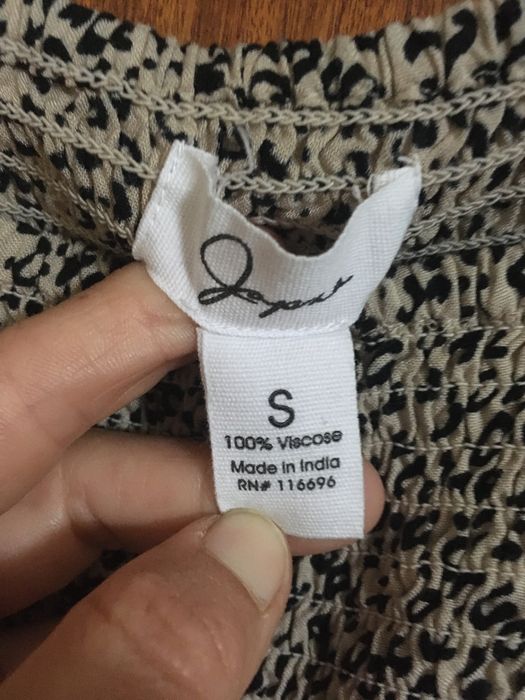 S
100% Viscose
Made in India
RN# 116696